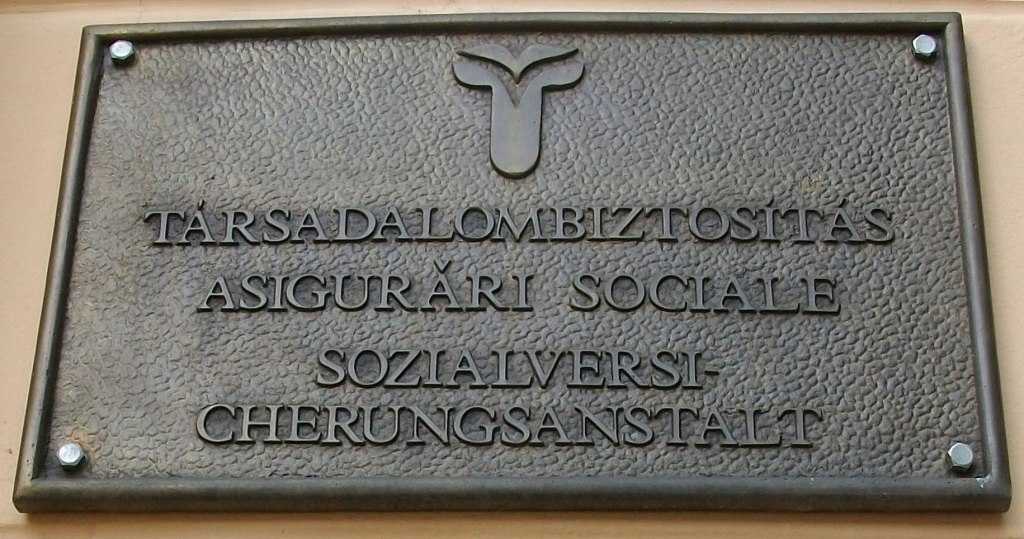 TÁRSADALOMBIZTOSÍTÁS
ASIGURĂRI SOCIALE
SOZIALVERSI-
CHERUNGSANSTALT